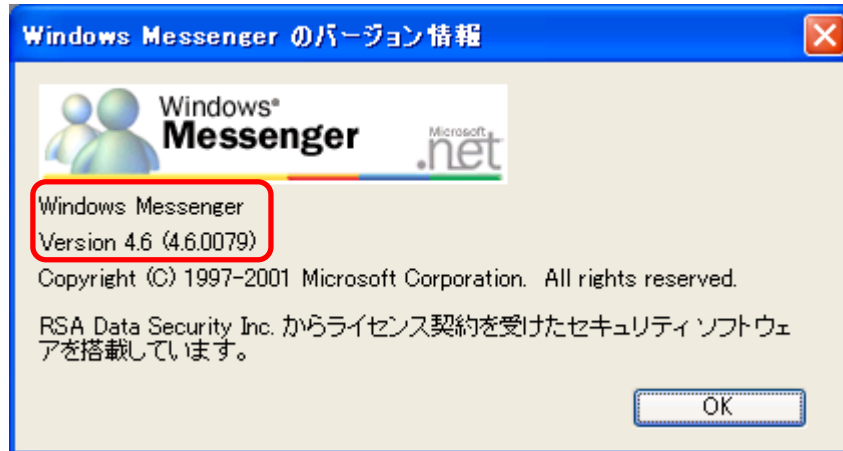 Windows Messenger のバージョン情報
Windows®
Messenger
Microsoft
.net
Windows Messenger
Version 4.6 (4.6.0079)
Copyright (C) 1997-2001 Microsoft Corporation. All rights reserved.
RSA Data Security Inc. からライセンス契約を受けたセキュリティ ソフトウェ
アを搭載しています。
OK